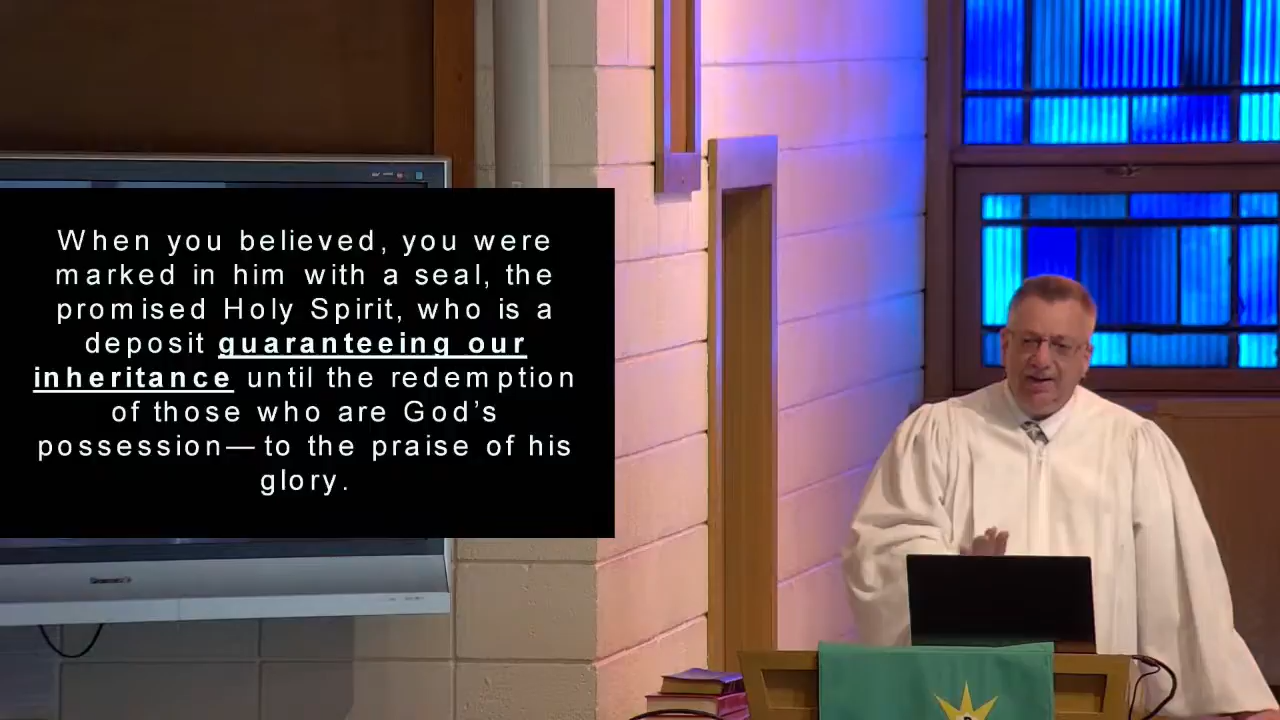 When you believed, you were
marked in him with a seal, the
promised Holy Spirit, who is a
deposit guaranteeing our
inheritance until the redemption
of those who are God’s
possession—to the praise of his
glory.